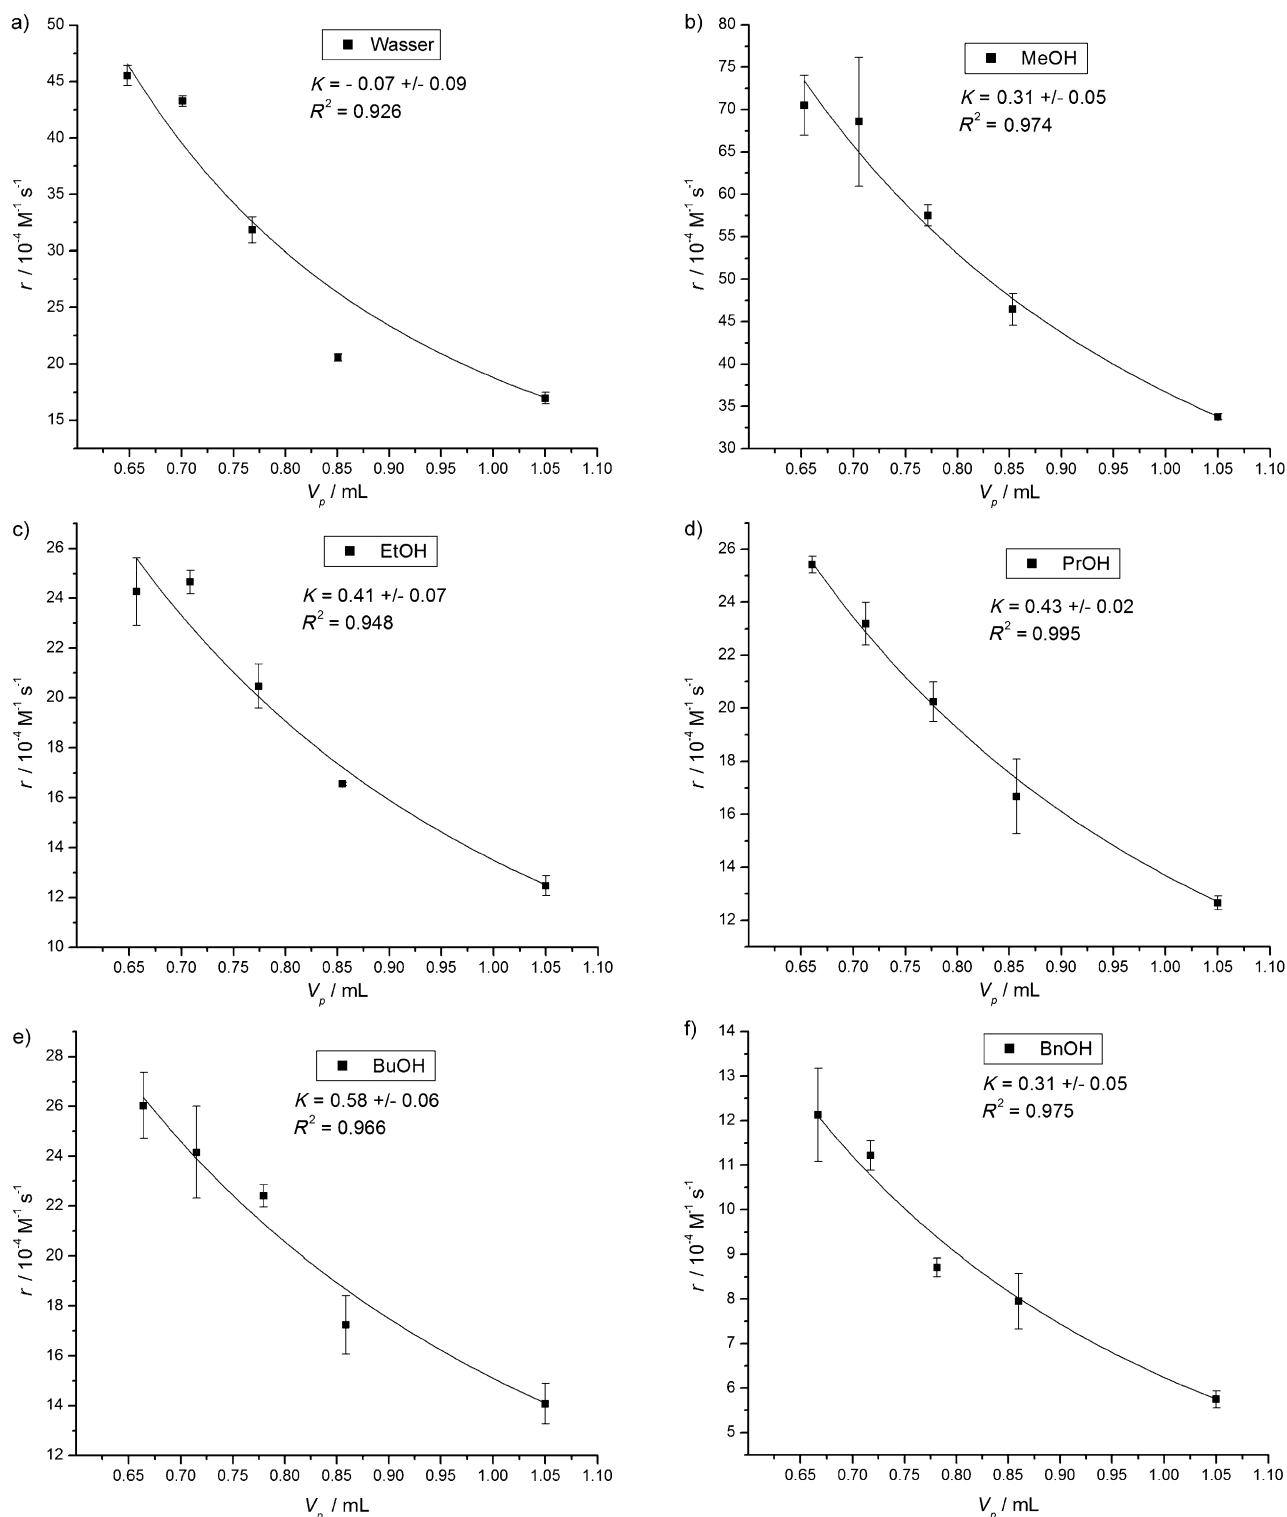 a)
Wasser
K = - 0.07 +/- 0.09
R² = 0.926
50
45
40
35
30
25
20
15
r / 10⁻⁴ M⁻¹ s⁻¹
0.65 0.70 0.75 0.80 0.85 0.90 0.95 1.00 1.05 1.10
Vₚ / mL
b)
MeOH
K = 0.31 +/- 0.05
R² = 0.974
80
75
70
65
60
55
50
45
40
35
30
r / 10⁻⁴ M⁻¹ s⁻¹
0.65 0.70 0.75 0.80 0.85 0.90 0.95 1.00 1.05 1.10
Vₚ / mL
c)
EtOH
K = 0.41 +/- 0.07
R² = 0.948
26
24
22
20
18
16
14
12
10
r / 10⁻⁴ M⁻¹ s⁻¹
0.65 0.70 0.75 0.80 0.85 0.90 0.95 1.00 1.05 1.10
Vₚ / mL
d)
PrOH
K = 0.43 +/- 0.02
R² = 0.995
26
24
22
20
18
16
14
12
r / 10⁻⁴ M⁻¹ s⁻¹
0.65 0.70 0.75 0.80 0.85 0.90 0.95 1.00 1.05 1.10
Vₚ / mL
e)
BuOH
K = 0.58 +/- 0.06
R² = 0.966
28
26
24
22
20
18
16
14
12
r / 10⁻⁴ M⁻¹ s⁻¹
0.65 0.70 0.75 0.80 0.85 0.90 0.95 1.00 1.05 1.10
Vₚ / mL
f)
BnOH
K = 0.31 +/- 0.05
R² = 0.975
14
13
12
11
10
9
8
7
6
5
r / 10⁻⁴ M⁻¹ s⁻¹
0.65 0.70 0.75 0.80 0.85 0.90 0.95 1.00 1.05 1.10
Vₚ / mL